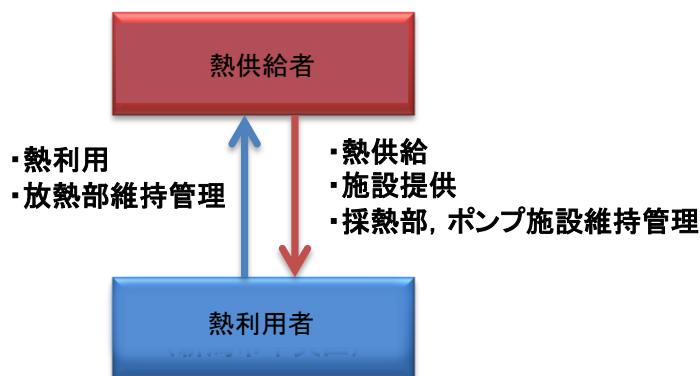 熱供給者
・熱利用
・放熱部維持管理
・熱供給
・施設提供
・採熱部，ポンプ施設維持管理
熱利用者